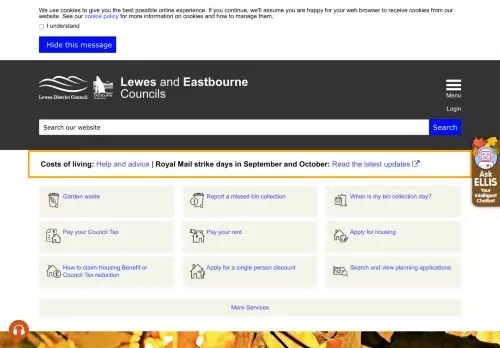 We use cookies to give you the best possible online experience. If you continue, we'll assume you are happy for your web browser to receive cookies from our
website. See our cookie policy for more information on cookies and how to manage them.
I understand
Hide this message
Lewes District Council
EASTBOURNE
Lewes and Eastbourne
Councils
Menu
Login
Search our website
Search
Costs of living: Help and advice | Royal Mail strike days in September and October: Read the latest updates
Ask
ELLIS
Your
Intelligent
Chatbot
Garden waste
Report a missed bin collection
When is my bin collection day?
Pay your Council Tax
Pay your rent
Apply for housing
How to claim Housing Benefit or
Council Tax reduction
Apply for a single person discount
Search and view planning applications
More Services